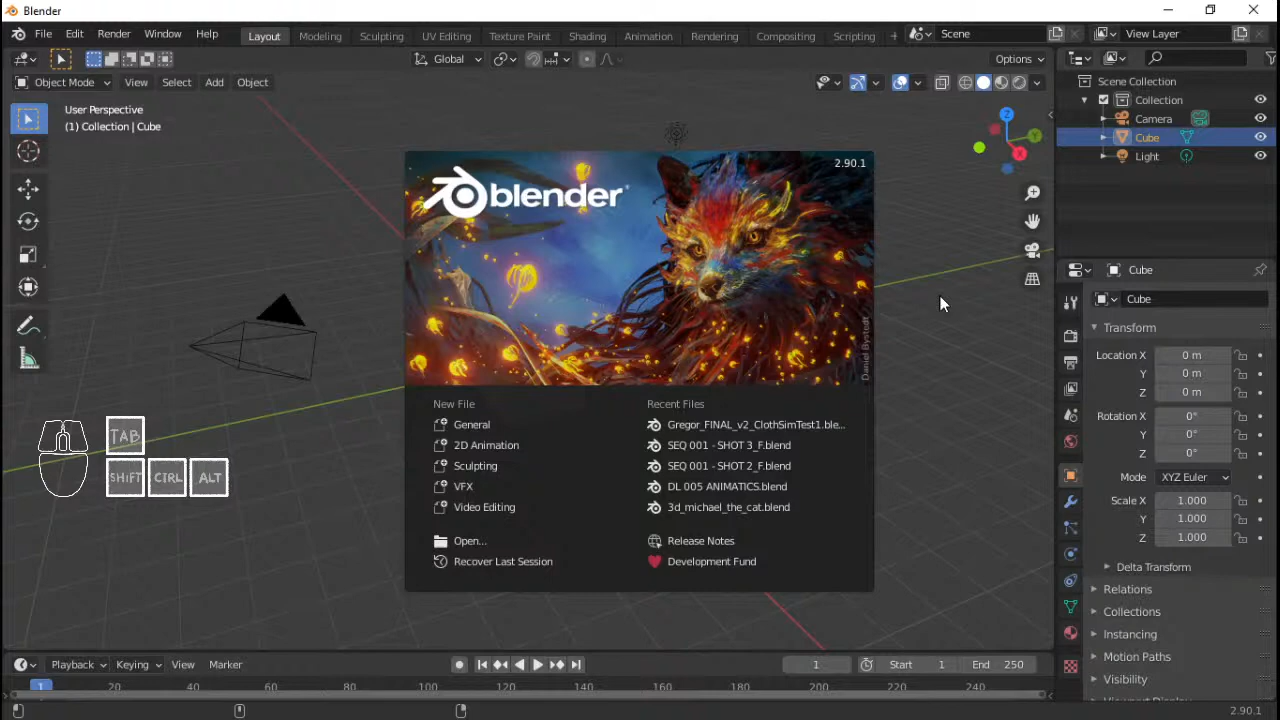 Blender
File Edit Render Window Help Layout Modeling Sculpting UV Editing Texture Paint Shading Animation Rendering Compositing Scripting + Scene View Layer
Global Options
Object Mode View Select Add Object
User Perspective
(1) Collection | Cube
Scene Collection
Collection
Camera
Cube
Light
Z
Y
X
2.90.1
blender
Daniel Bystedt
New File
General
2D Animation
Sculpting
VFX
Video Editing
Open...
Recover Last Session
Recent Files
Gregor_FINAL_v2_ClothSimTest1.ble...
SEQ 001 - SHOT 3_F.blend
SEQ 001 - SHOT 2_F.blend
DL 005 ANIMATICS.blend
3d_michael_the_cat.blend
Release Notes
Development Fund
TAB
SHIFT CTRL ALT
Cube
Cube
Transform
Location X 0 m
Y 0 m
Z 0 m
Rotation X 0°
Y 0°
Z 0°
Mode XYZ Euler
Scale X 1.000
Y 1.000
Z 1.000
Delta Transform
Relations
Collections
Instancing
Motion Paths
Visibility
Viewport Display
Playback Keying View Marker 1 Start 1 End 250
1 20 40 60 80 100 120 140 160 180 200 220 240
2.90.1